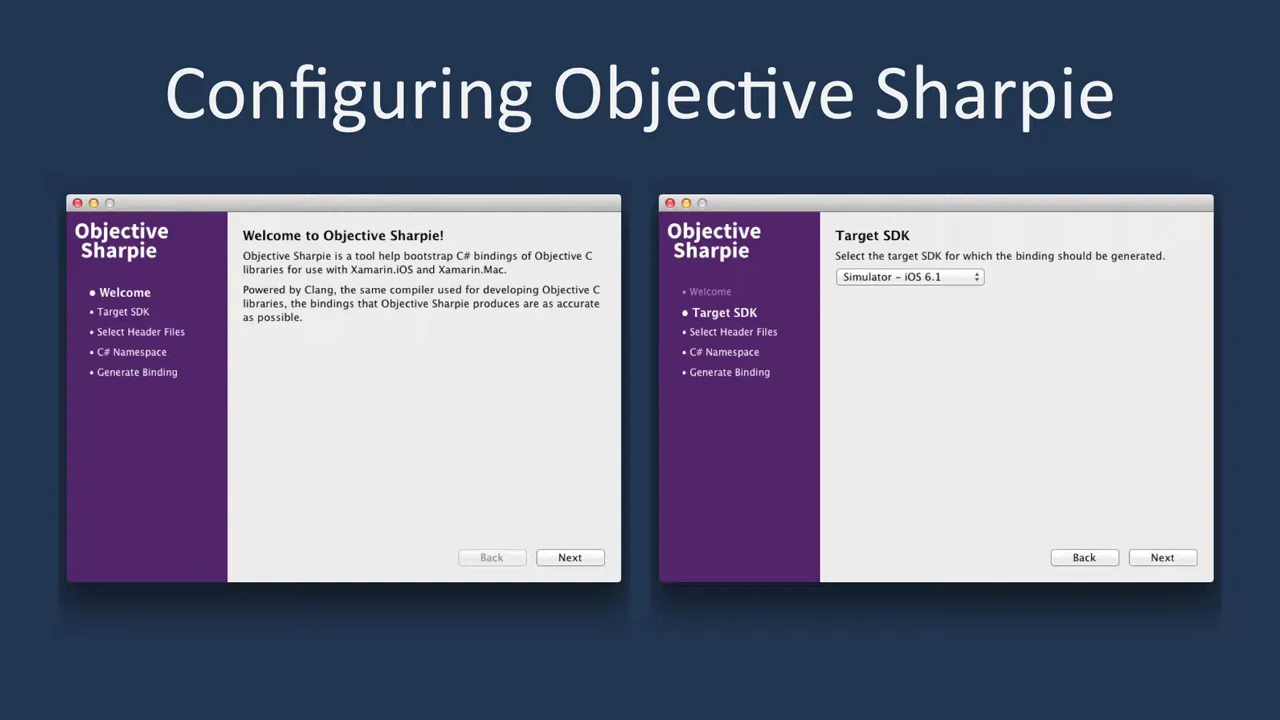 Configuring Objective Sharpie
Objective
Sharpie
• Welcome
• Target SDK
• Select Header Files
• C# Namespace
• Generate Binding
Welcome to Objective Sharpie!
Objective Sharpie is a tool help bootstrap C# bindings of Objective C
libraries for use with Xamarin.iOS and Xamarin.Mac.
Powered by Clang, the same compiler used for developing Objective C
libraries, the bindings that Objective Sharpie produces are as accurate
as possible.
Back
Next
Objective
Sharpie
• Welcome
• Target SDK
• Select Header Files
• C# Namespace
• Generate Binding
Target SDK
Select the target SDK for which the binding should be generated.
Simulator – iOS 6.1
Back
Next